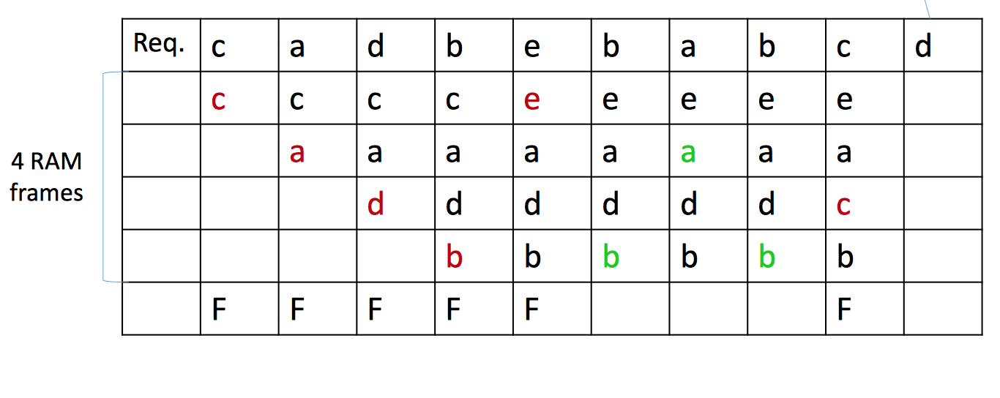 Req. c a d b e b a b c d
c c c c e e e e e
a a a a a a a a
4 RAM
frames
d d d d d d c
b b b b b b
F F F F F F